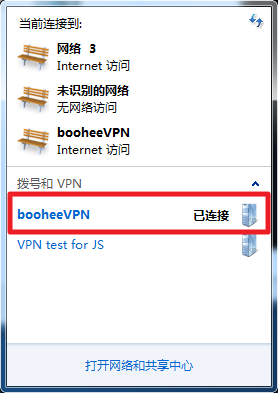 当前连接到:
网络 3
Internet 访问
未识别的网络
无网络访问
booheeVPN
Internet 访问
拨号和 VPN
booheeVPN 已连接
VPN test for JS
打开网络和共享中心